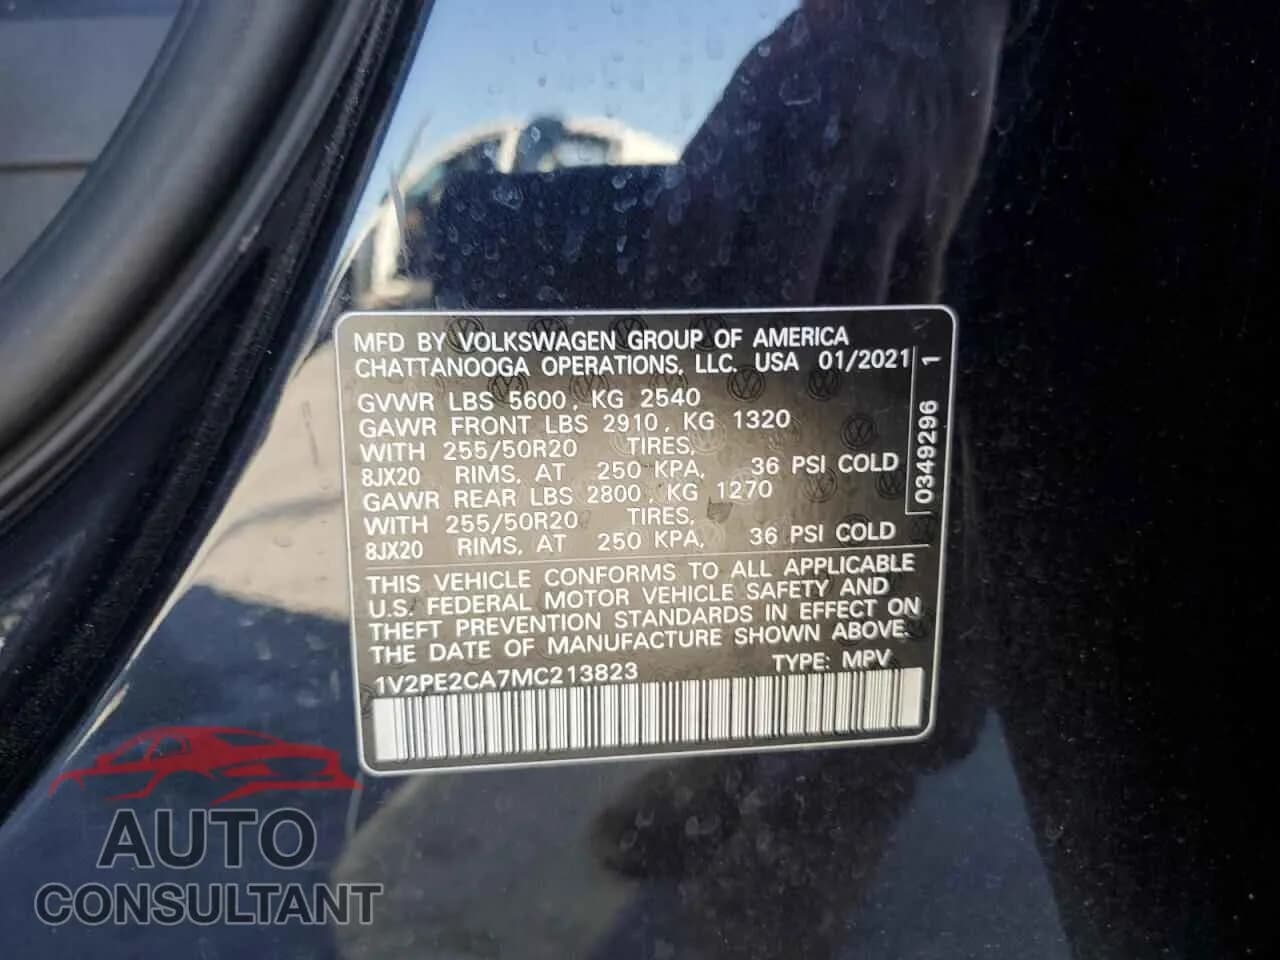 MFD BY VOLKSWAGEN GROUP OF AMERICA
CHATTANOOGA OPERATIONS, LLC. USA 01/2021
GVWR LBS 5600, KG 2540
GAWR FRONT LBS 2910, KG 1320
WITH 255/50R20 TIRES,
8JX20 RIMS, AT 250 KPA, 36 PSI COLD
GAWR REAR LBS 2800, KG 1270
WITH 255/50R20 TIRES,
8JX20 RIMS, AT 250 KPA, 36 PSI COLD
THIS VEHICLE CONFORMS TO ALL APPLICABLE
U.S. FEDERAL MOTOR VEHICLE SAFETY AND
THEFT PREVENTION STANDARDS IN EFFECT ON
THE DATE OF MANUFACTURE SHOWN ABOVE.
1V2PE2CA7MC213823 TYPE: MPV
0349296 1
AUTO
CONSULTANT